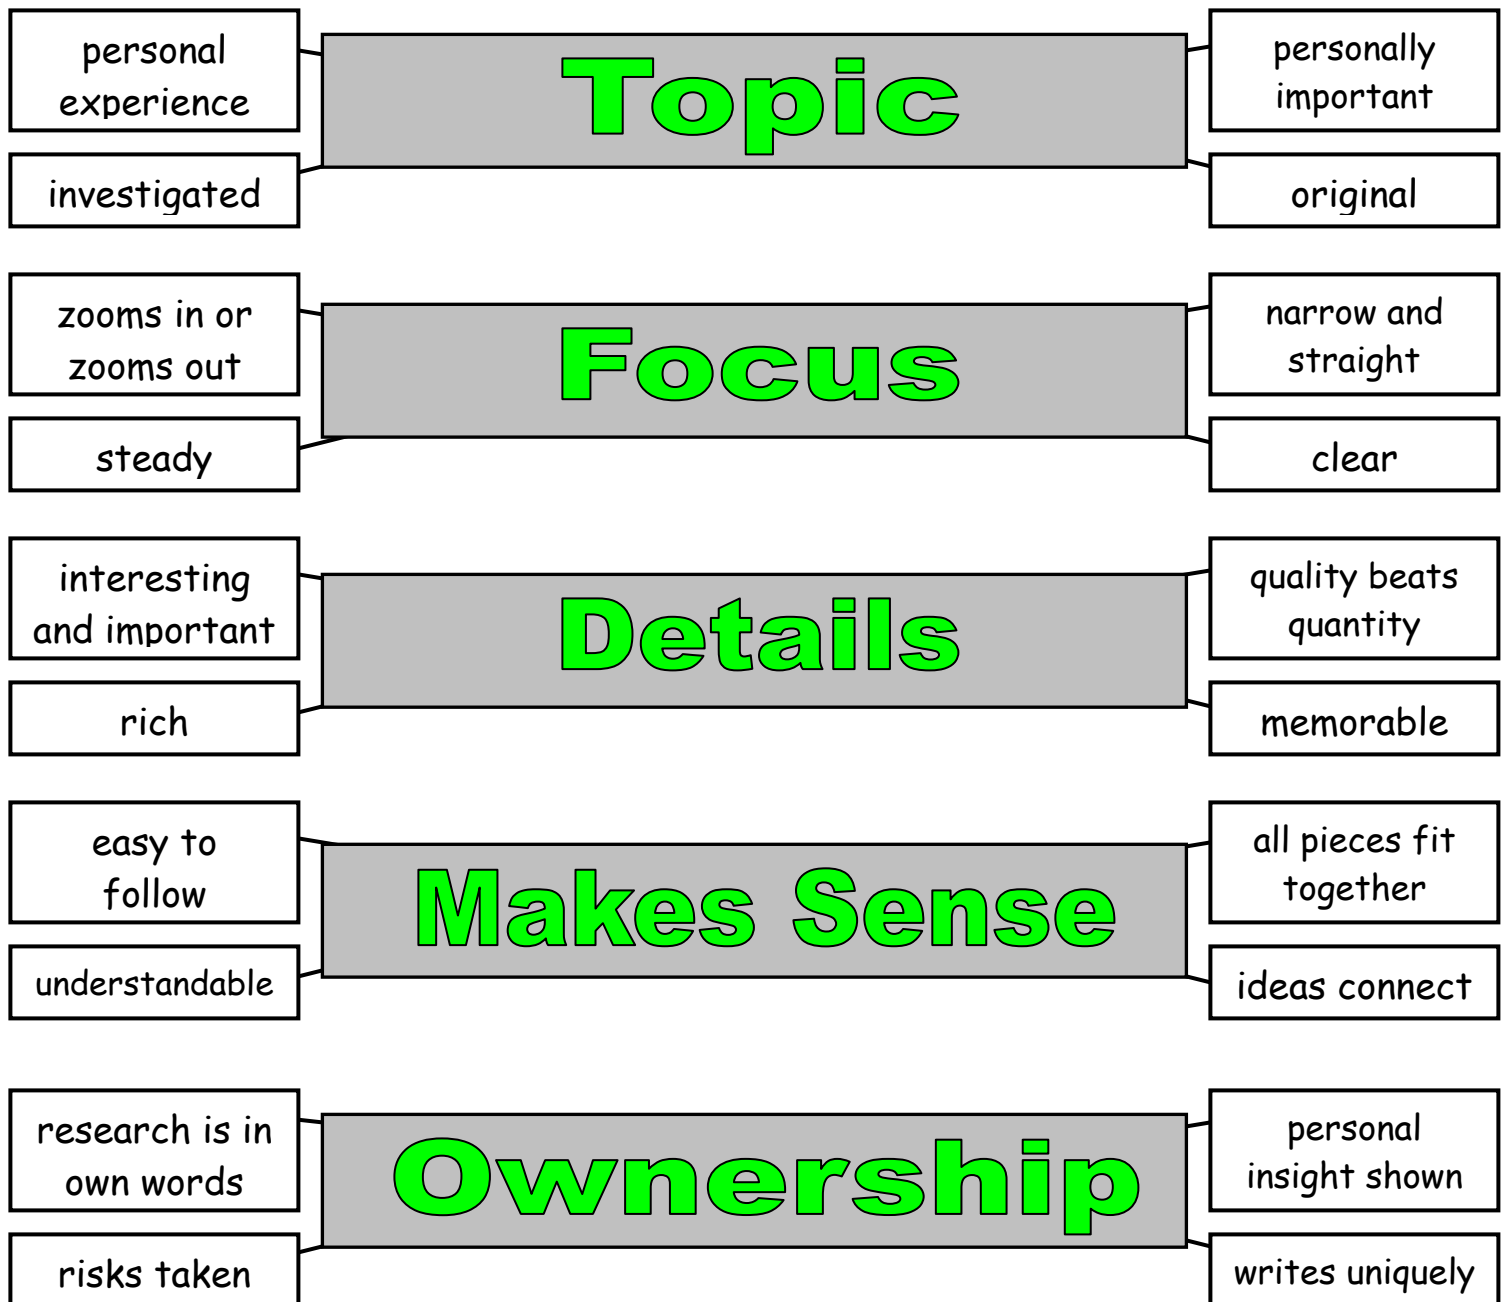 personal
experience
investigated
Topic
personally
important
original
zooms in or
zooms out
steady
Focus
narrow and
straight
clear
interesting
and important
rich
Details
quality beats
quantity
memorable
easy to
follow
understandable
Makes Sense
all pieces fit
together
ideas connect
research is in
own words
risks taken
Ownership
personal
insight shown
writes uniquely